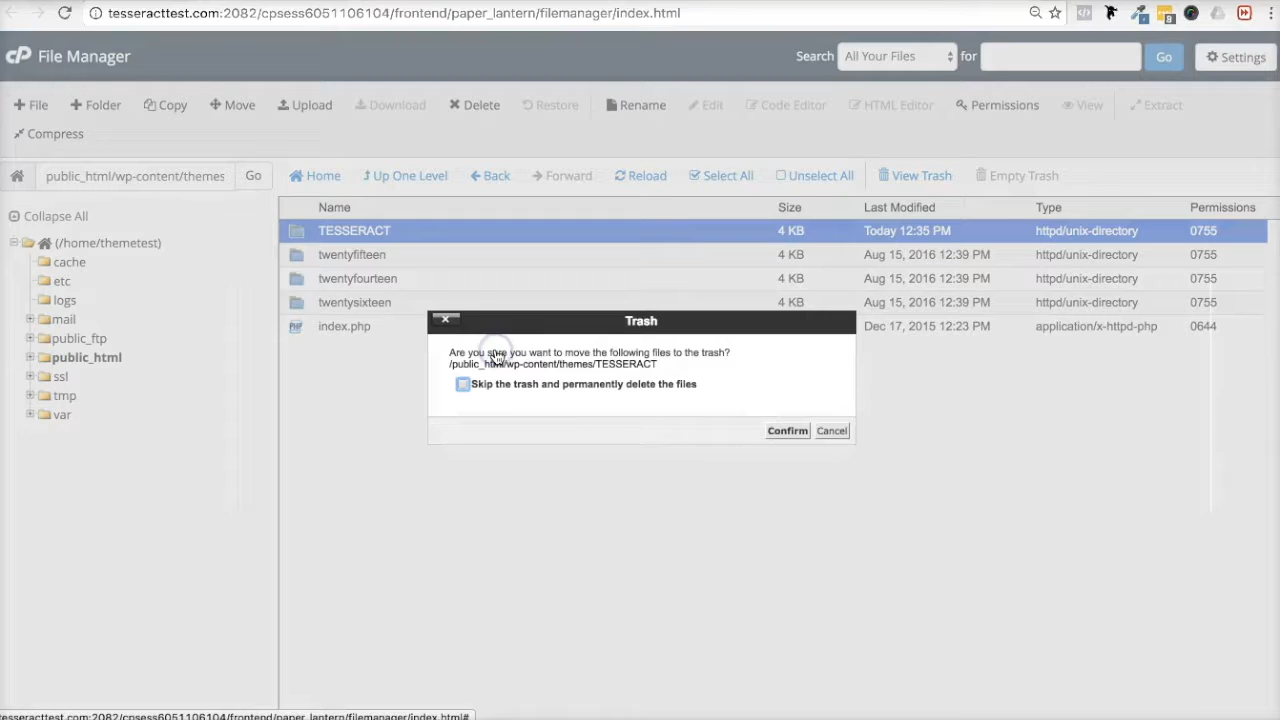 tesseracttest.com:2082/cpsess6051106104/frontend/paper_lantern/filemanager/index.html
cP File Manager
Search All Your Files for Go Settings
File Folder Copy Move Upload Download Delete Restore Rename Edit Code Editor HTML Editor Permissions View Extract
Compress
public_html/wp-content/themes Go Home Up One Level Back Forward Reload Select All Unselect All View Trash Empty Trash
Collapse All
(/home/themetest)
cache
etc
logs
mail
public_ftp
public_html
ssl
tmp
var
Name Size Last Modified Type Permissions
TESSERACT 4 KB Today 12:35 PM httpd/unix-directory 0755
twentyfifteen 4 KB Aug 15, 2016 12:39 PM httpd/unix-directory 0755
twentyfourteen 4 KB Aug 15, 2016 12:39 PM httpd/unix-directory 0755
twentysixteen 4 KB Aug 15, 2016 12:39 PM httpd/unix-directory 0755
index.php Dec 17, 2015 12:23 PM application/x-httpd-php 0644
Trash
Are you sure you want to move the following files to the trash?
/public_html/wp-content/themes/TESSERACT
Skip the trash and permanently delete the files
Confirm Cancel
tesseracttest.com:2082/cpsess6051106104/frontend/paper_lantern/filemanager/index.html#